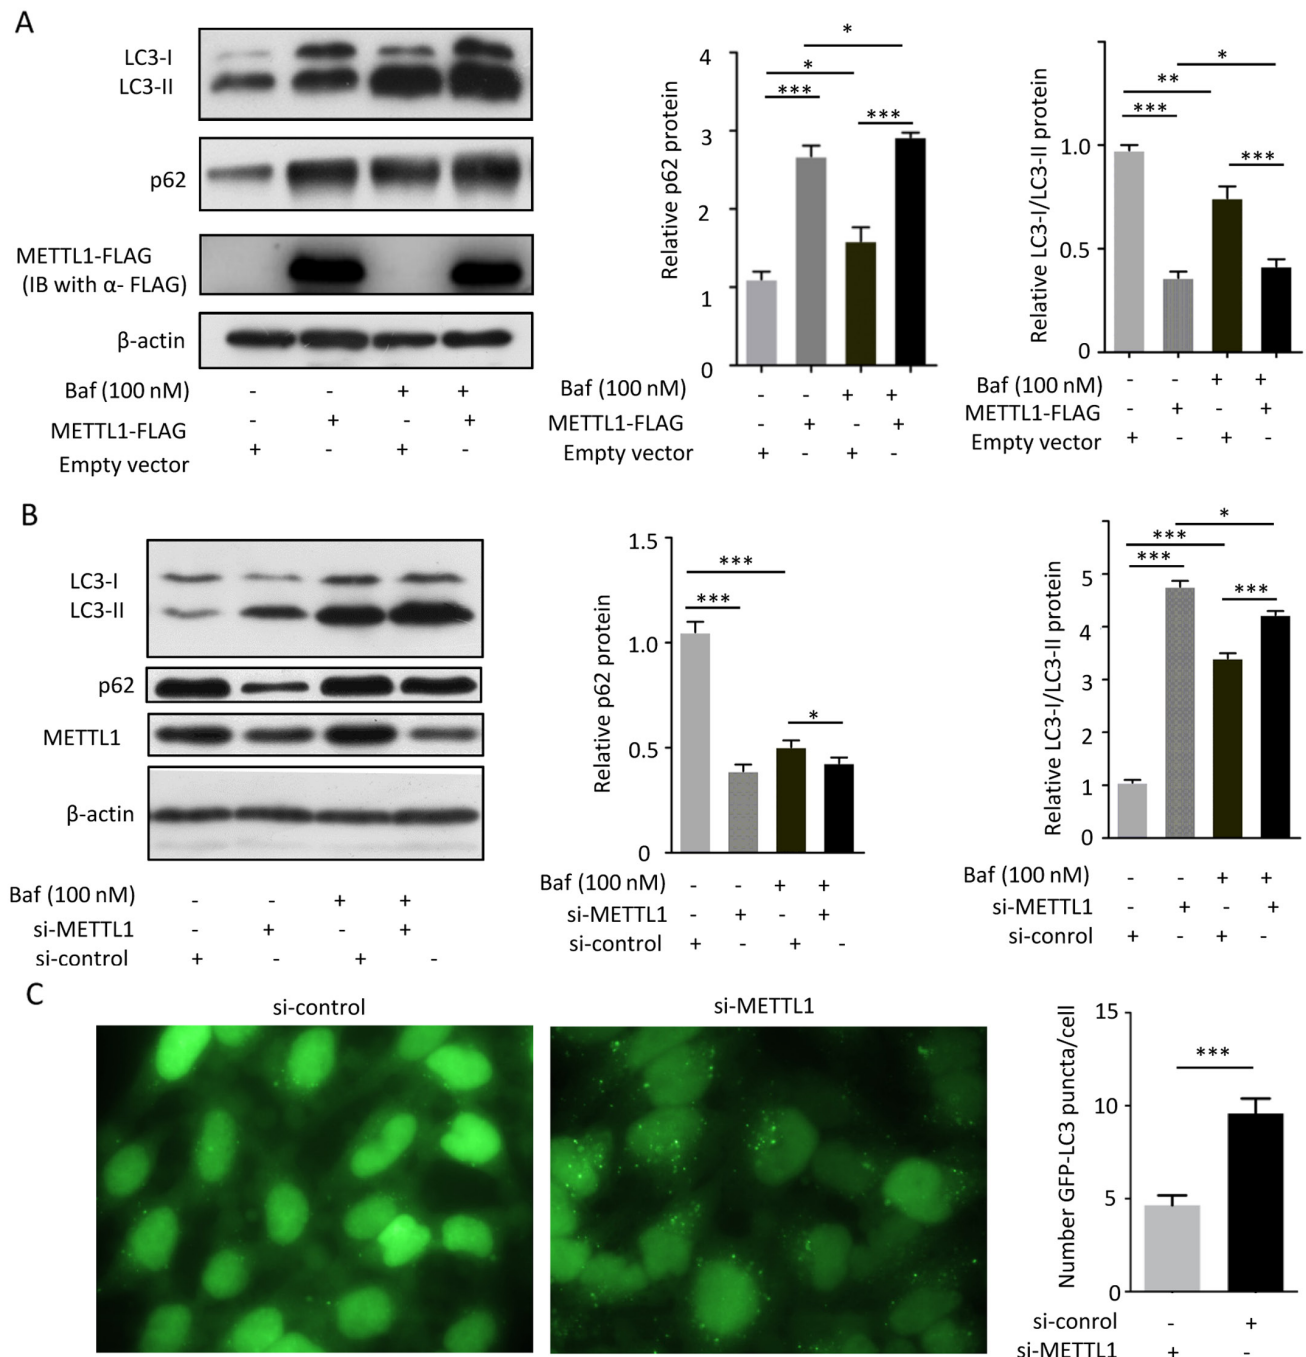 A
LC3-I
LC3-II
p62
METTL1-FLAG
(IB with α- FLAG)
β-actin
Baf (100 nM) - - + +
METTL1-FLAG - + - +
Empty vector + - + -
Relative p62 protein
4
3
2
1
0
*
*
***
***
Baf (100 nM) - - + +
METTL1-FLAG - + - +
Empty vector + - + -
Relative LC3-I/LC3-II protein
1.0
0.5
0
*
**
***
***
Baf (100 nM) - - + +
METTL1-FLAG - + - +
Empty vector + - + -
B
LC3-I
LC3-II
p62
METTL1
β-actin
Baf (100 nM) - - + +
si-METTL1 - + - +
si-control + - + -
Relative p62 protein
1.5
1.0
0.5
0
***
***
*
Baf (100 nM) - - + +
si-METTL1 - + - +
si-control + - + -
Relative LC3-I/LC3-II protein
5
4
3
2
1
0
*
***
***
***
Baf (100 nM) - - + +
si-METTL1 - + - +
si-conrol + - + -
C
si-control
si-METTL1
Number GFP-LC3 puncta/cell
15
10
5
0
***
si-conrol - +
si-METTL1 + -